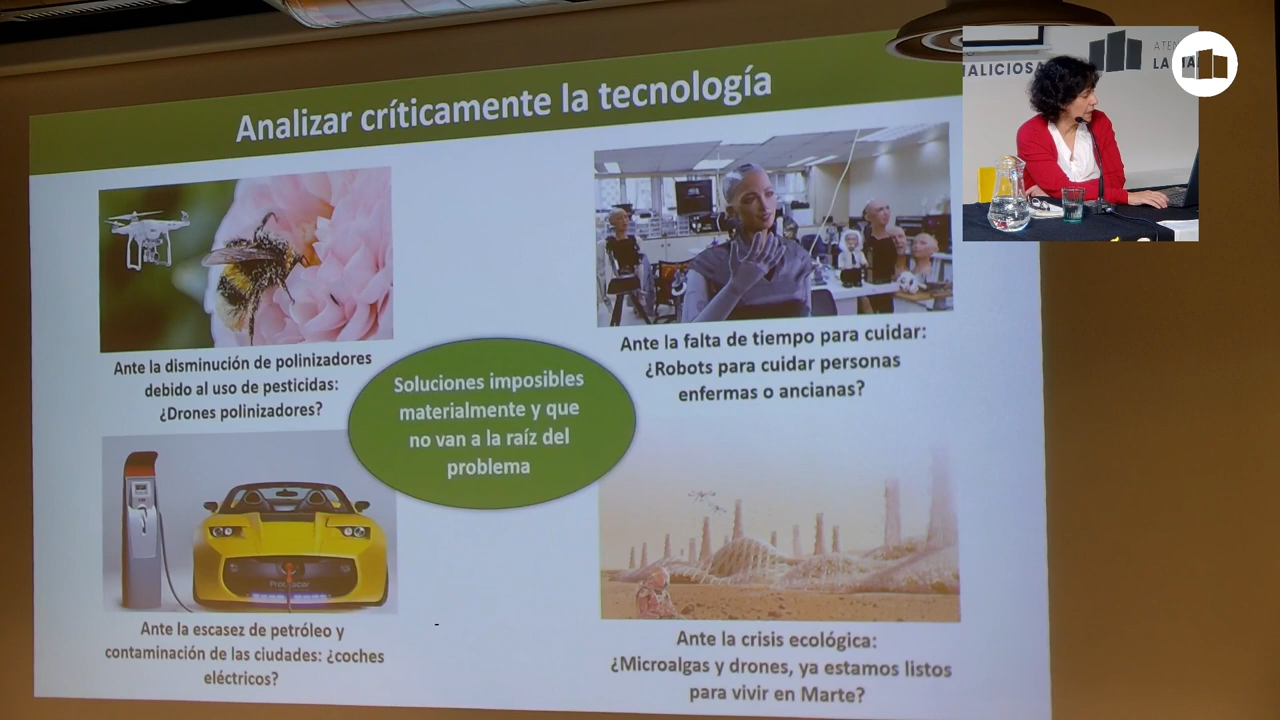 Analizar críticamente la tecnología
Ante la disminución de polinizadores
debido al uso de pesticidas:
¿Drones polinizadores?
Ante la falta de tiempo para cuidar:
¿Robots para cuidar personas
enfermas o ancianas?
Soluciones imposibles
materialmente y que
no van a la raíz del
problema
Ante la escasez de petróleo y
contaminación de las ciudades: ¿coches
eléctricos?
Ante la crisis ecológica:
¿Microalgas y drones, ya estamos listos
para vivir en Marte?
MALICIOSA
LA MA